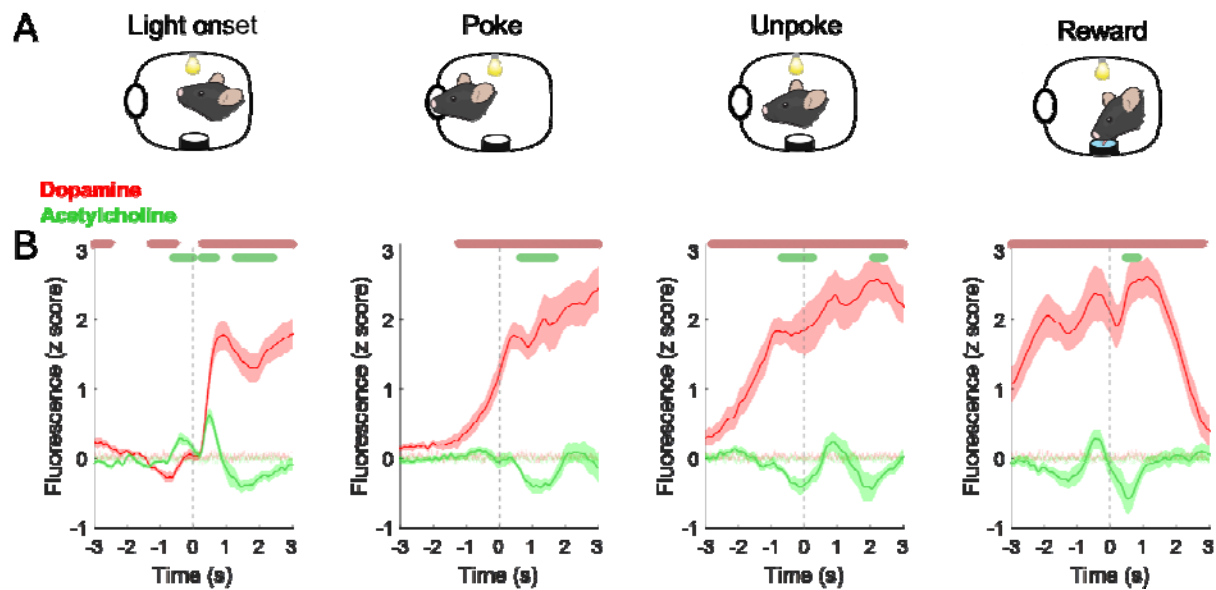 A
Light onset
Poke
Unpoke
Reward
Dopamine
Acetylcholine
B
Fluorescence (z score)
3
2
1
0
-1
-3 -2 -1 0 1 2 3
Time (s)
Fluorescence (z score)
3
2
1
0
-1
-3 -2 -1 0 1 2 3
Time (s)
Fluorescence (z score)
3
2
1
0
-1
-3 -2 -1 0 1 2 3
Time (s)
Fluorescence (z score)
3
2
1
0
-1
-3 -2 -1 0 1 2 3
Time (s)